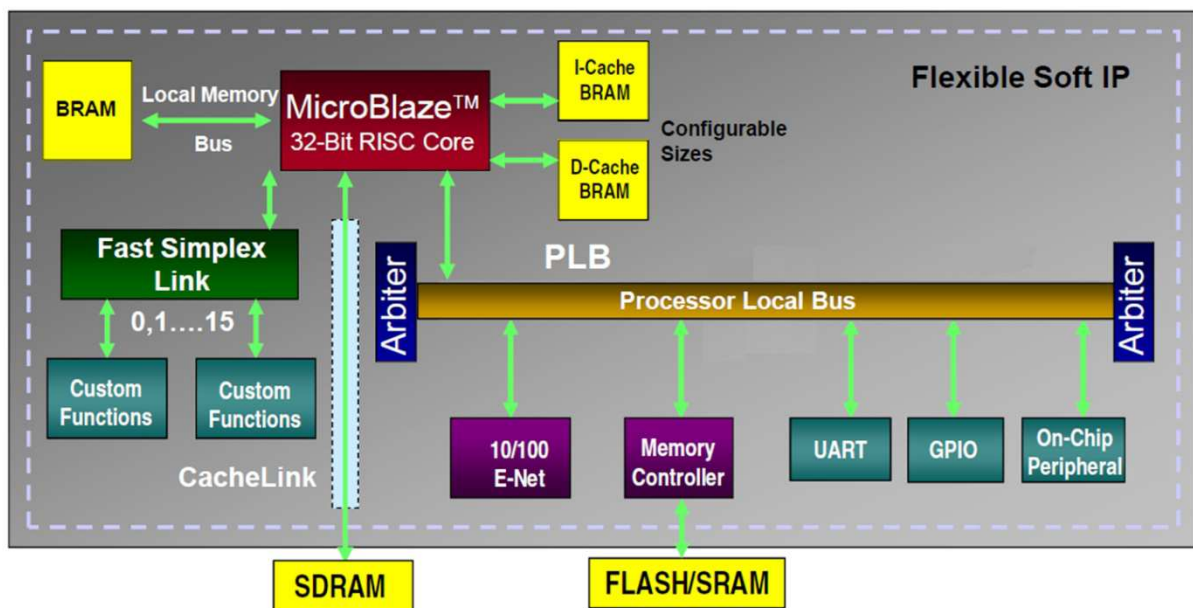 Flexible Soft IP
BRAM
Local Memory
Bus
MicroBlaze™
32-Bit RISC Core
I-Cache
BRAM
D-Cache
BRAM
Configurable
Sizes
Fast Simplex
Link
0,1....15
Custom
Functions
Custom
Functions
CacheLink
PLB
Arbiter
Processor Local Bus
Arbiter
10/100
E-Net
Memory
Controller
UART
GPIO
On-Chip
Peripheral
SDRAM
FLASH/SRAM